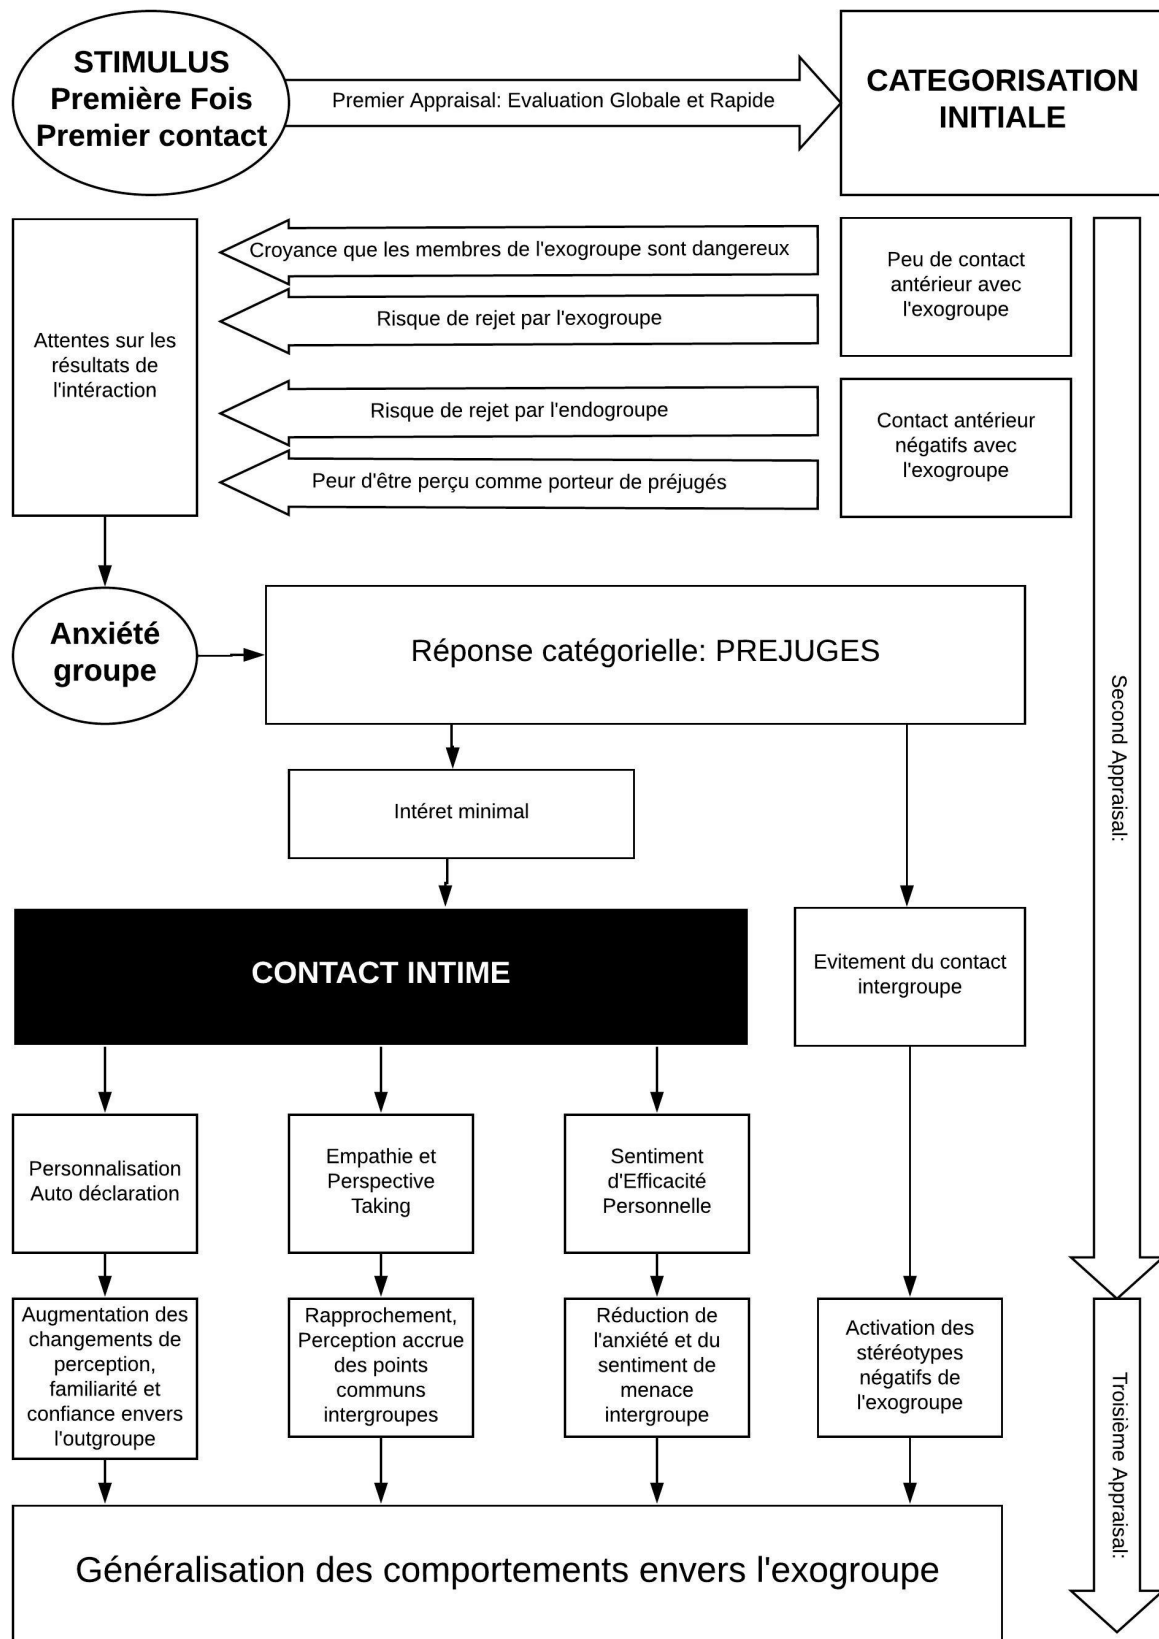 STIMULUS
Première Fois
Premier contact
Premier Appraisal: Evaluation Globale et Rapide
CATEGORISATION
INITIALE
Attentes sur les
résultats de
l'intéraction
Croyance que les membres de l'exogroupe sont dangereux
Risque de rejet par l'exogroupe
Risque de rejet par l'endogroupe
Peur d'être perçu comme porteur de préjugés
Peu de contact
antérieur avec
l'exogroupe
Contact antérieur
négatifs avec
l'exogroupe
Second Appraisal:
Anxiété
groupe
Réponse catégorielle: PREJUGES
Intéret minimal
CONTACT INTIME
Evitement du contact
intergroupe
Personnalisation
Auto déclaration
Empathie et
Perspective
Taking
Sentiment
d'Efficacité
Personnelle
Augmentation des
changements de
perception,
familiarité et
confiance envers
l'outgroupe
Rapprochement,
Perception accrue
des points
communs
intergroupes
Réduction de
l'anxiété et du
sentiment de
menace
intergroupe
Activation des
stéréotypes
négatifs de
l'exogroupe
Troisième Appraisal:
Généralisation des comportements envers l'exogroupe